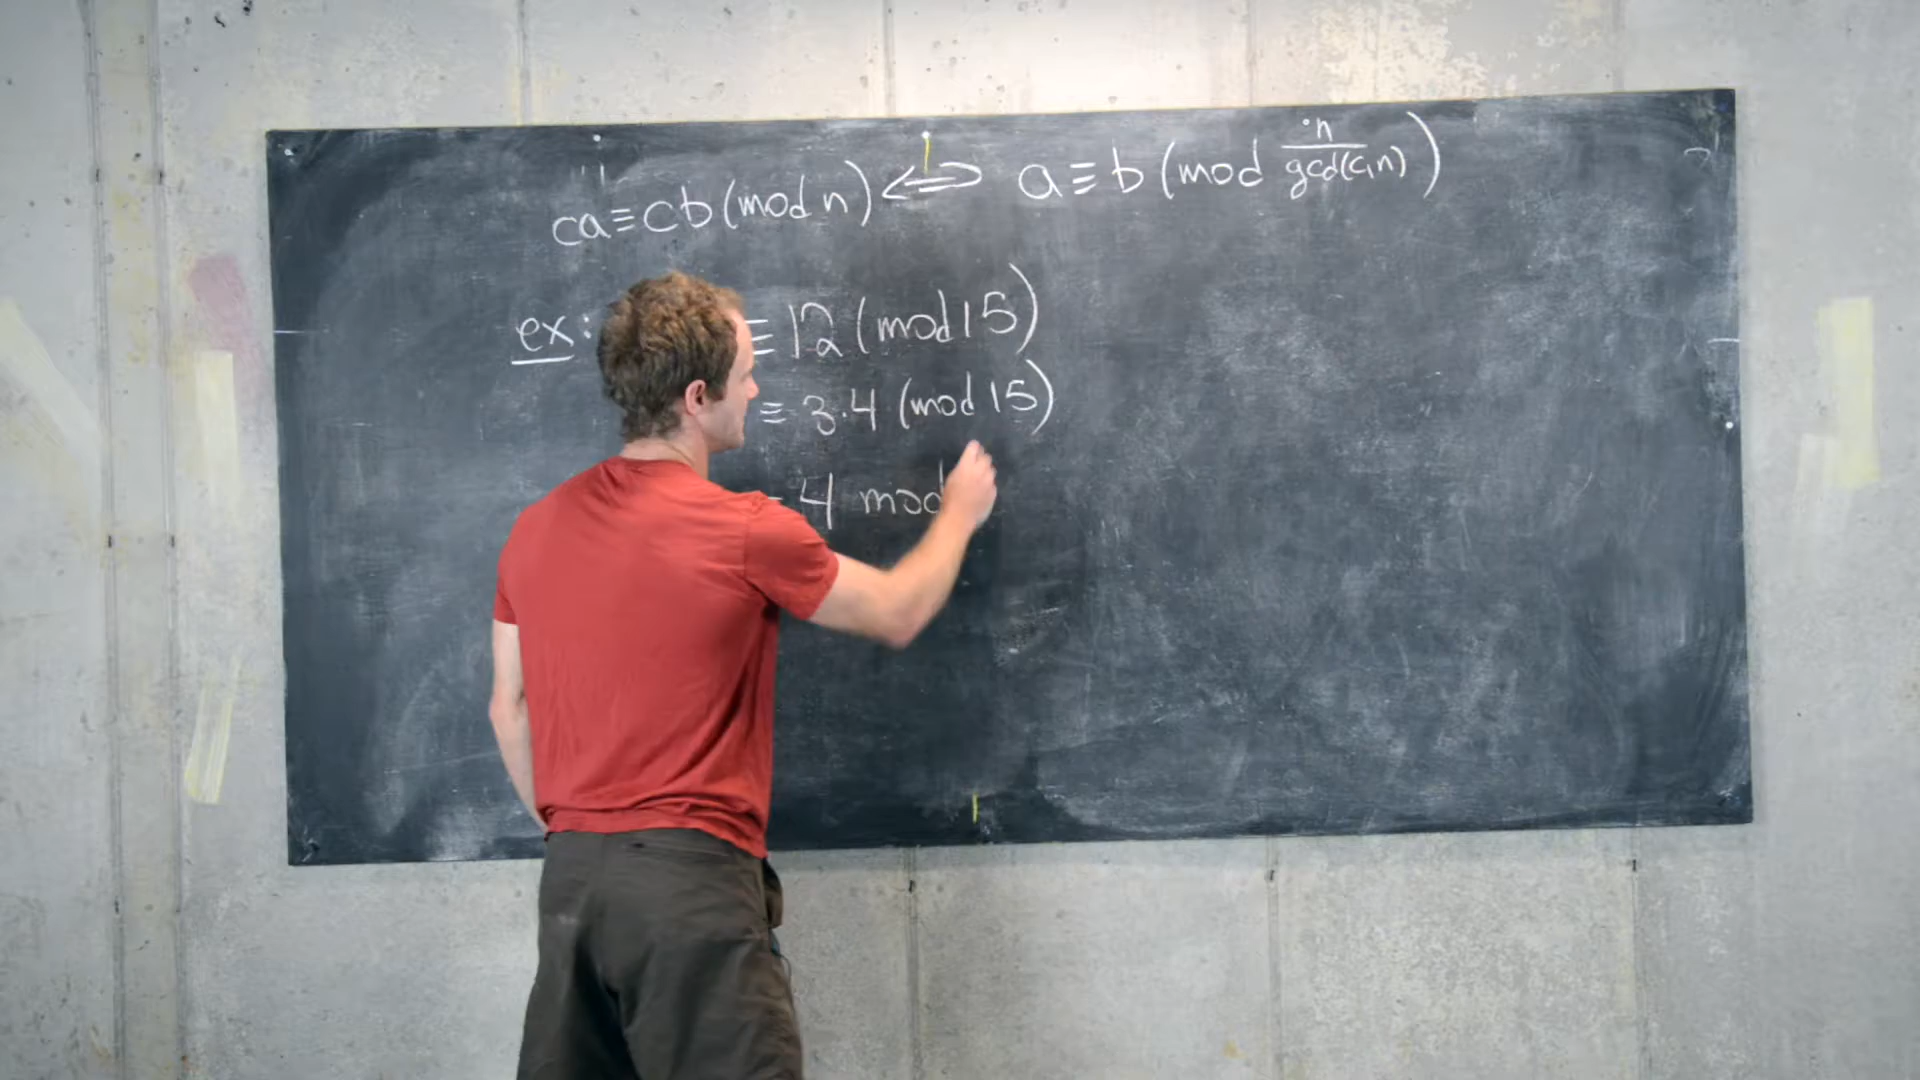 ca≡cb(mod n) ⟺ a≡b (mod n/gcd(c,n))
ex: ≡12 (mod 15)
≡ 3·4 (mod 15)
4 mod